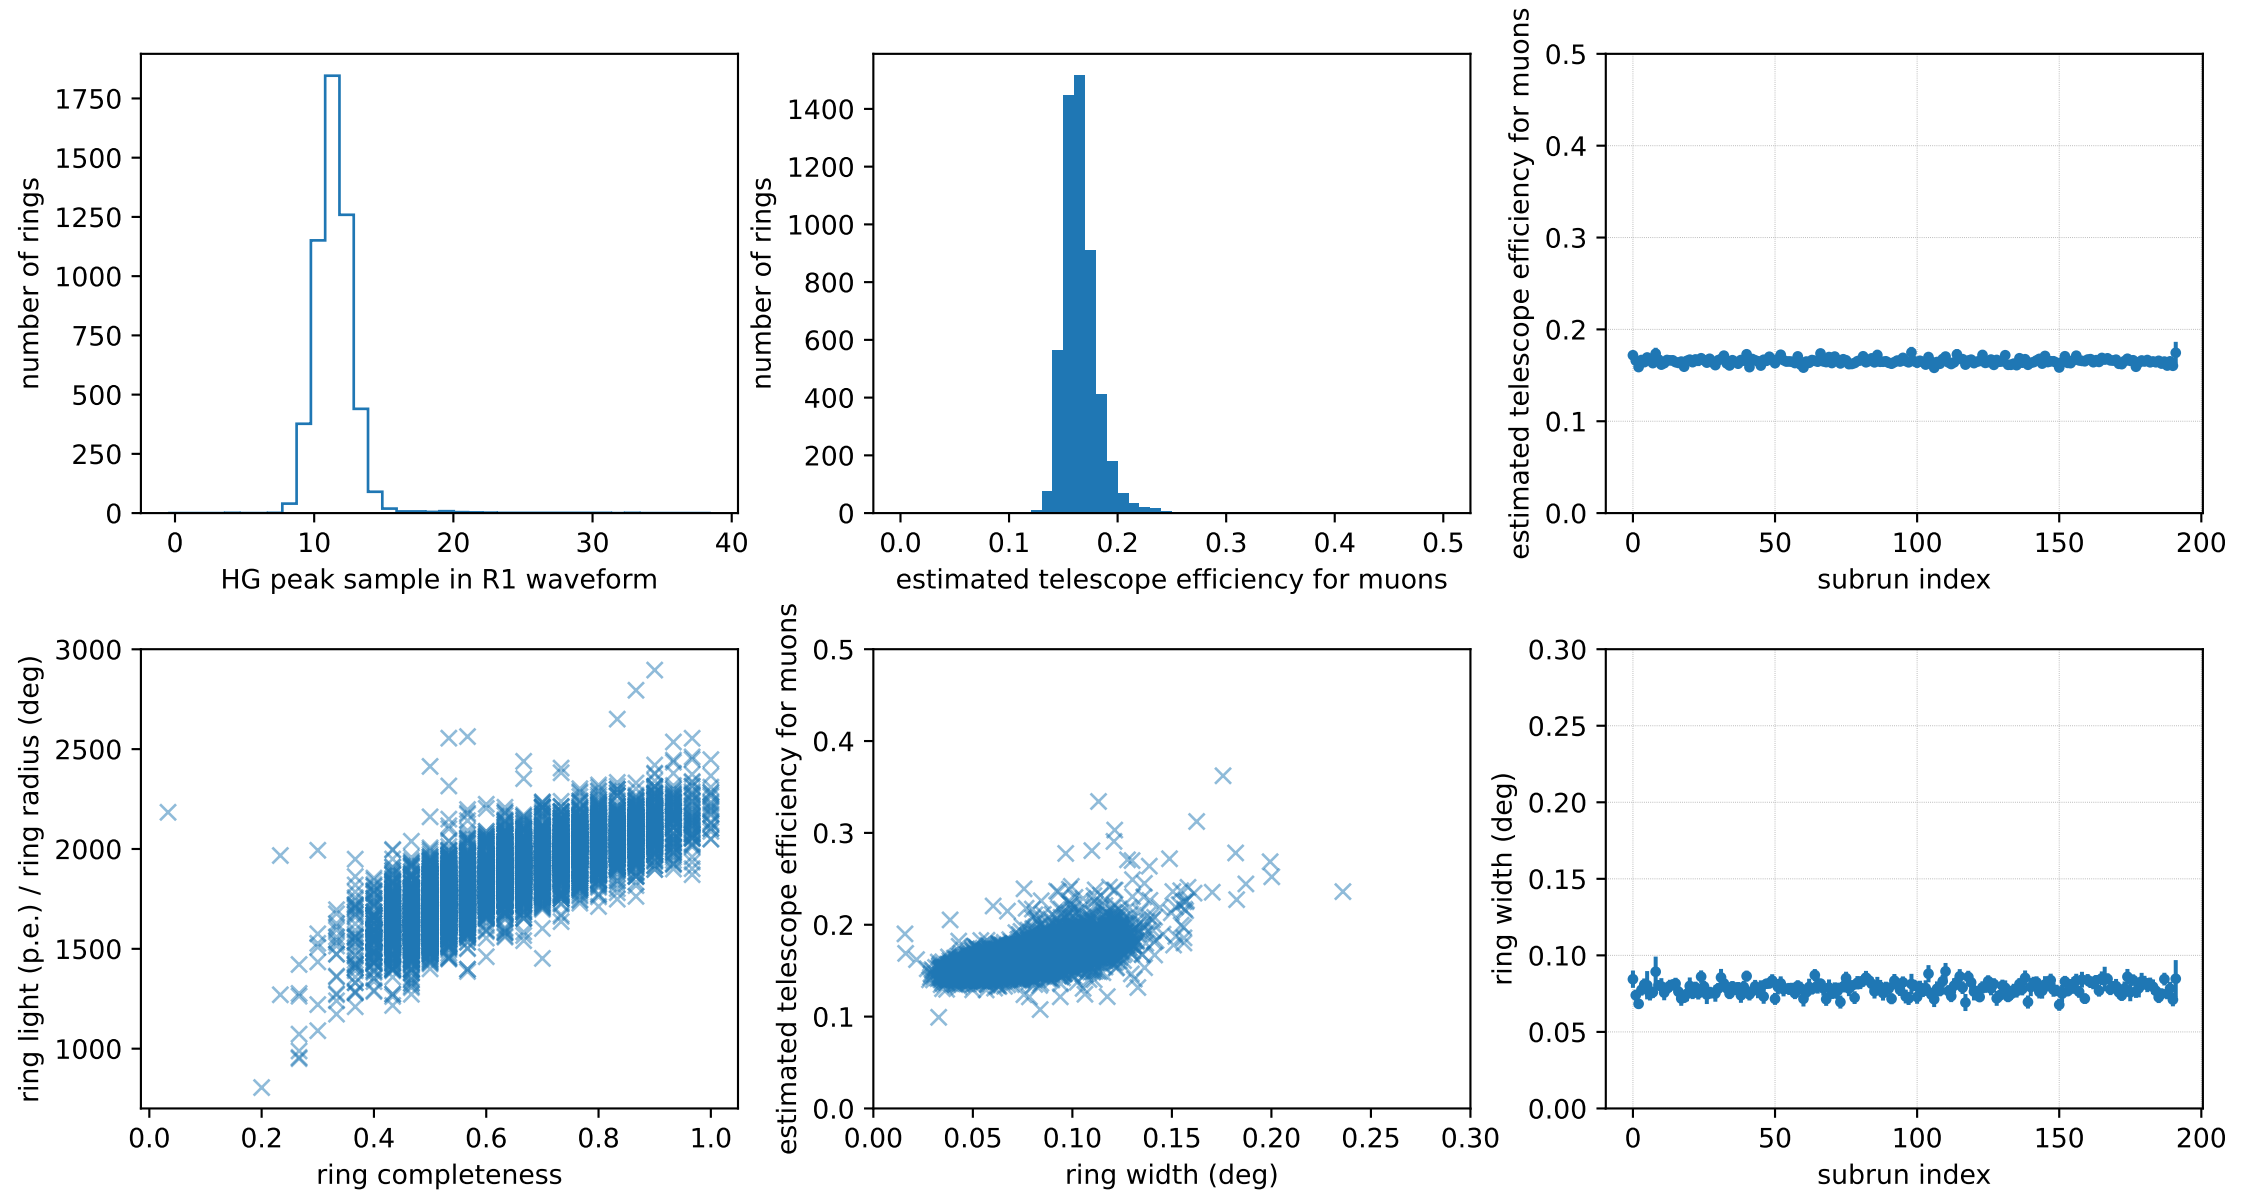 number of rings
1750
1500
1250
1000
750
500
250
0
0 10 20 30 40
HG peak sample in R1 waveform
number of rings
1400
1200
1000
800
600
400
200
0
0.0 0.1 0.2 0.3 0.4 0.5
estimated telescope efficiency for muons
estimated telescope efficiency for muons
0.5
0.4
0.3
0.2
0.1
0.0
0 50 100 150 200
subrun index
ring light (p.e.) / ring radius (deg)
3000
2500
2000
1500
1000
0.0 0.2 0.4 0.6 0.8 1.0
ring completeness
estimated telescope efficiency for muons
0.5
0.4
0.3
0.2
0.1
0.0
0.00 0.05 0.10 0.15 0.20 0.25 0.30
ring width (deg)
ring width (deg)
0.30
0.25
0.20
0.15
0.10
0.05
0.00
0 50 100 150 200
subrun index